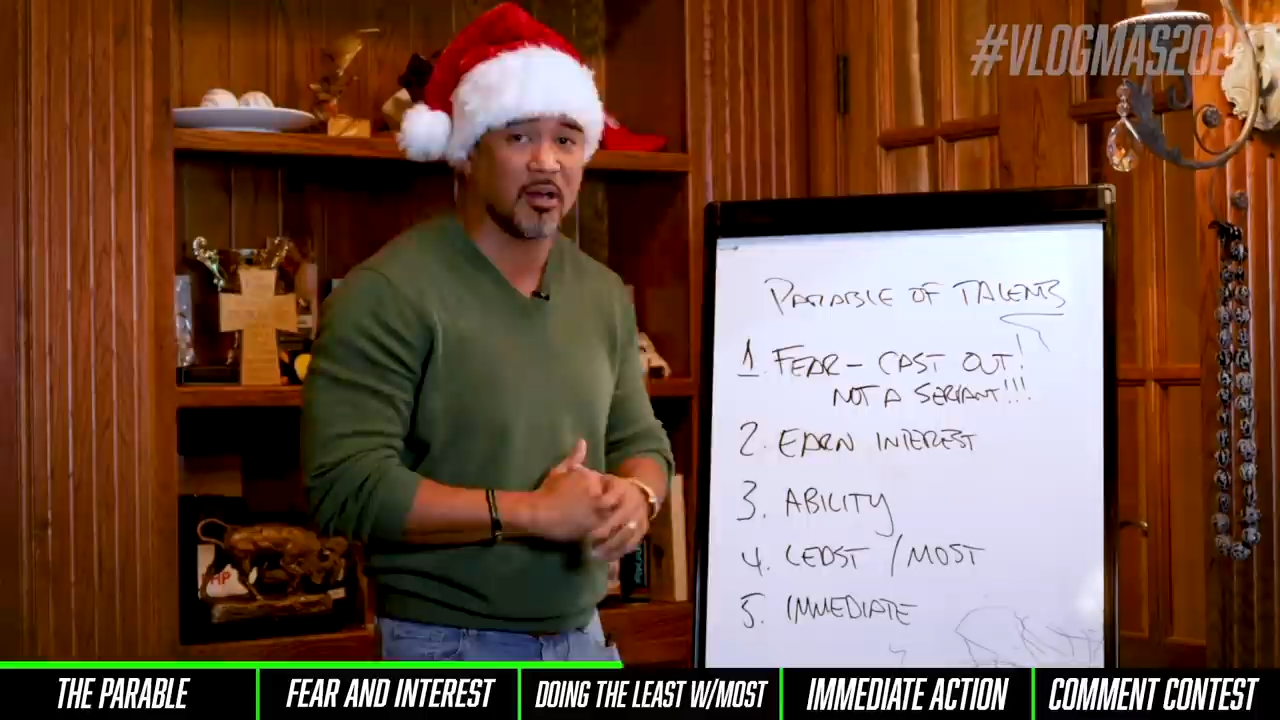 #VLOGMAS202
PARABLE OF TALENTS
1. FEAR - CAST OUT!
NOT A SERVANT!!!
2. EARN INTEREST
3. ABILITY
4. LEAST / MOST
5. IMMEDIATE
THE PARABLE
FEAR AND INTEREST
DOING THE LEAST W/MOST
IMMEDIATE ACTION
COMMENT CONTEST